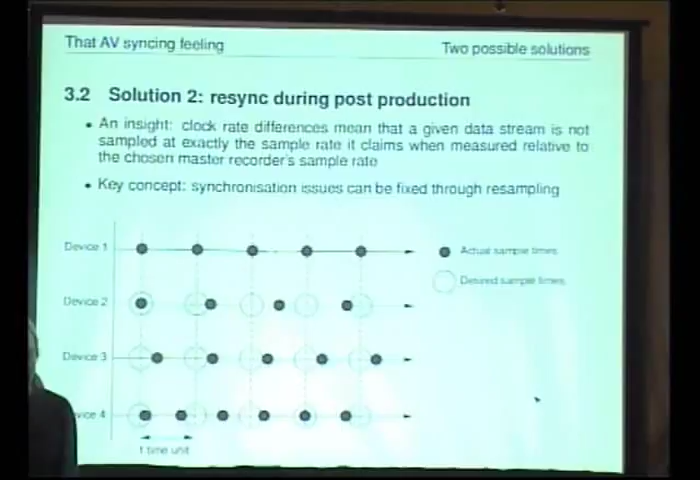 That AV syncing feeling
Two possible solutions
3.2 Solution 2: resync during post production
• An insight: clock rate differences mean that a given data stream is not
sampled at exactly the sample rate it claims when measured relative to
the chosen master recorder's sample rate
• Key concept: synchronisation issues can be fixed through resampling
Device 1
Actual sample times
Desired sample times
Device 2
Device 3
vice 4
1 time unit